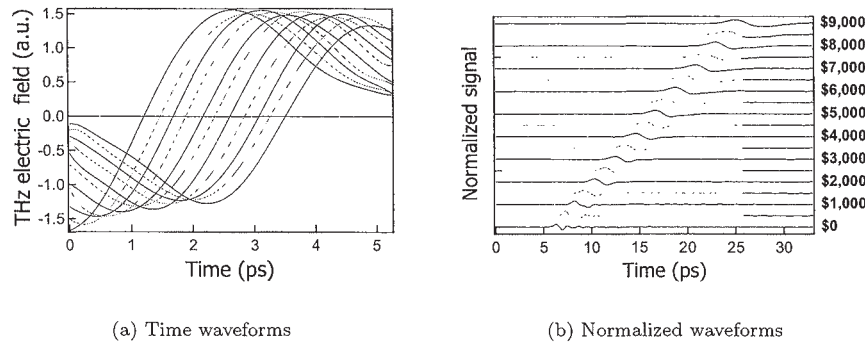 THz electric field (a.u.)
1.5
1.0
0.5
0.0
-0.5
-1.0
-1.5
0 1 2 3 4 5
Time (ps)
(a) Time waveforms
Normalized signal
$9,000
$8,000
$7,000
$6,000
$5,000
$4,000
$3,000
$2,000
$1,000
$0
0 5 10 15 20 25 30
Time (ps)
(b) Normalized waveforms